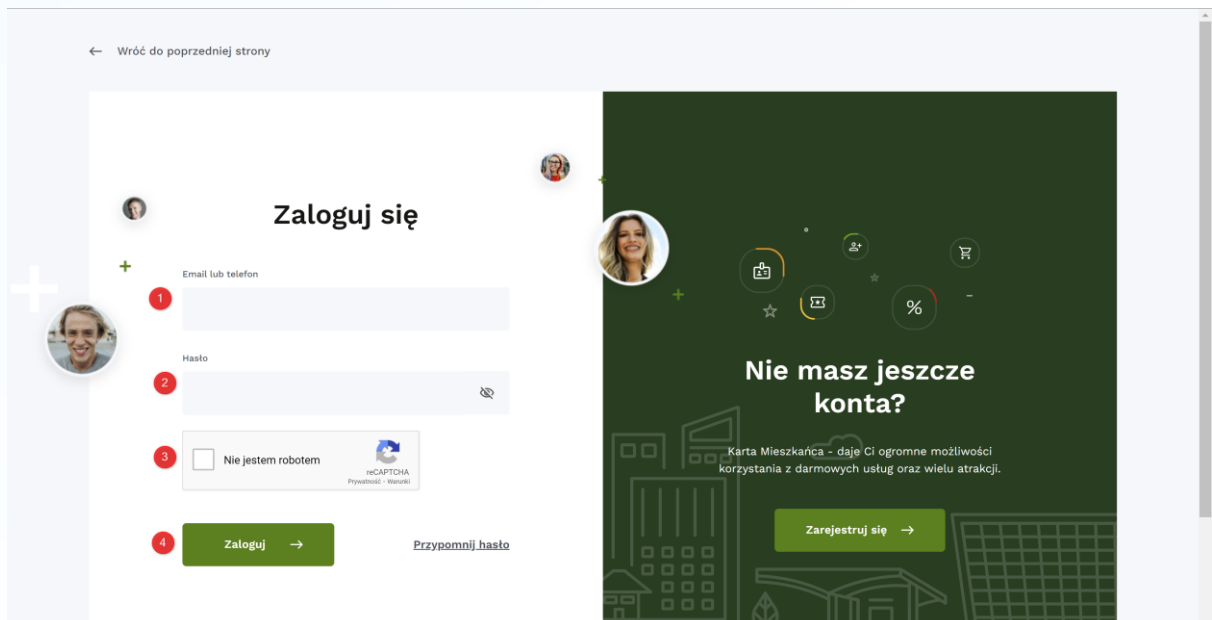 Wróć do poprzedniej strony
Zaloguj się
Email lub telefon
1
Hasło
2
3
Nie jestem robotem
reCAPTCHA
Prywatność - Warunki
4
Zaloguj
Przypomnij hasło
%
Nie masz jeszcze
konta?
Karta Mieszkańca - daje Ci ogromne możliwości
korzystania z darmowych usług oraz wielu atrakcji.
Zarejestruj się